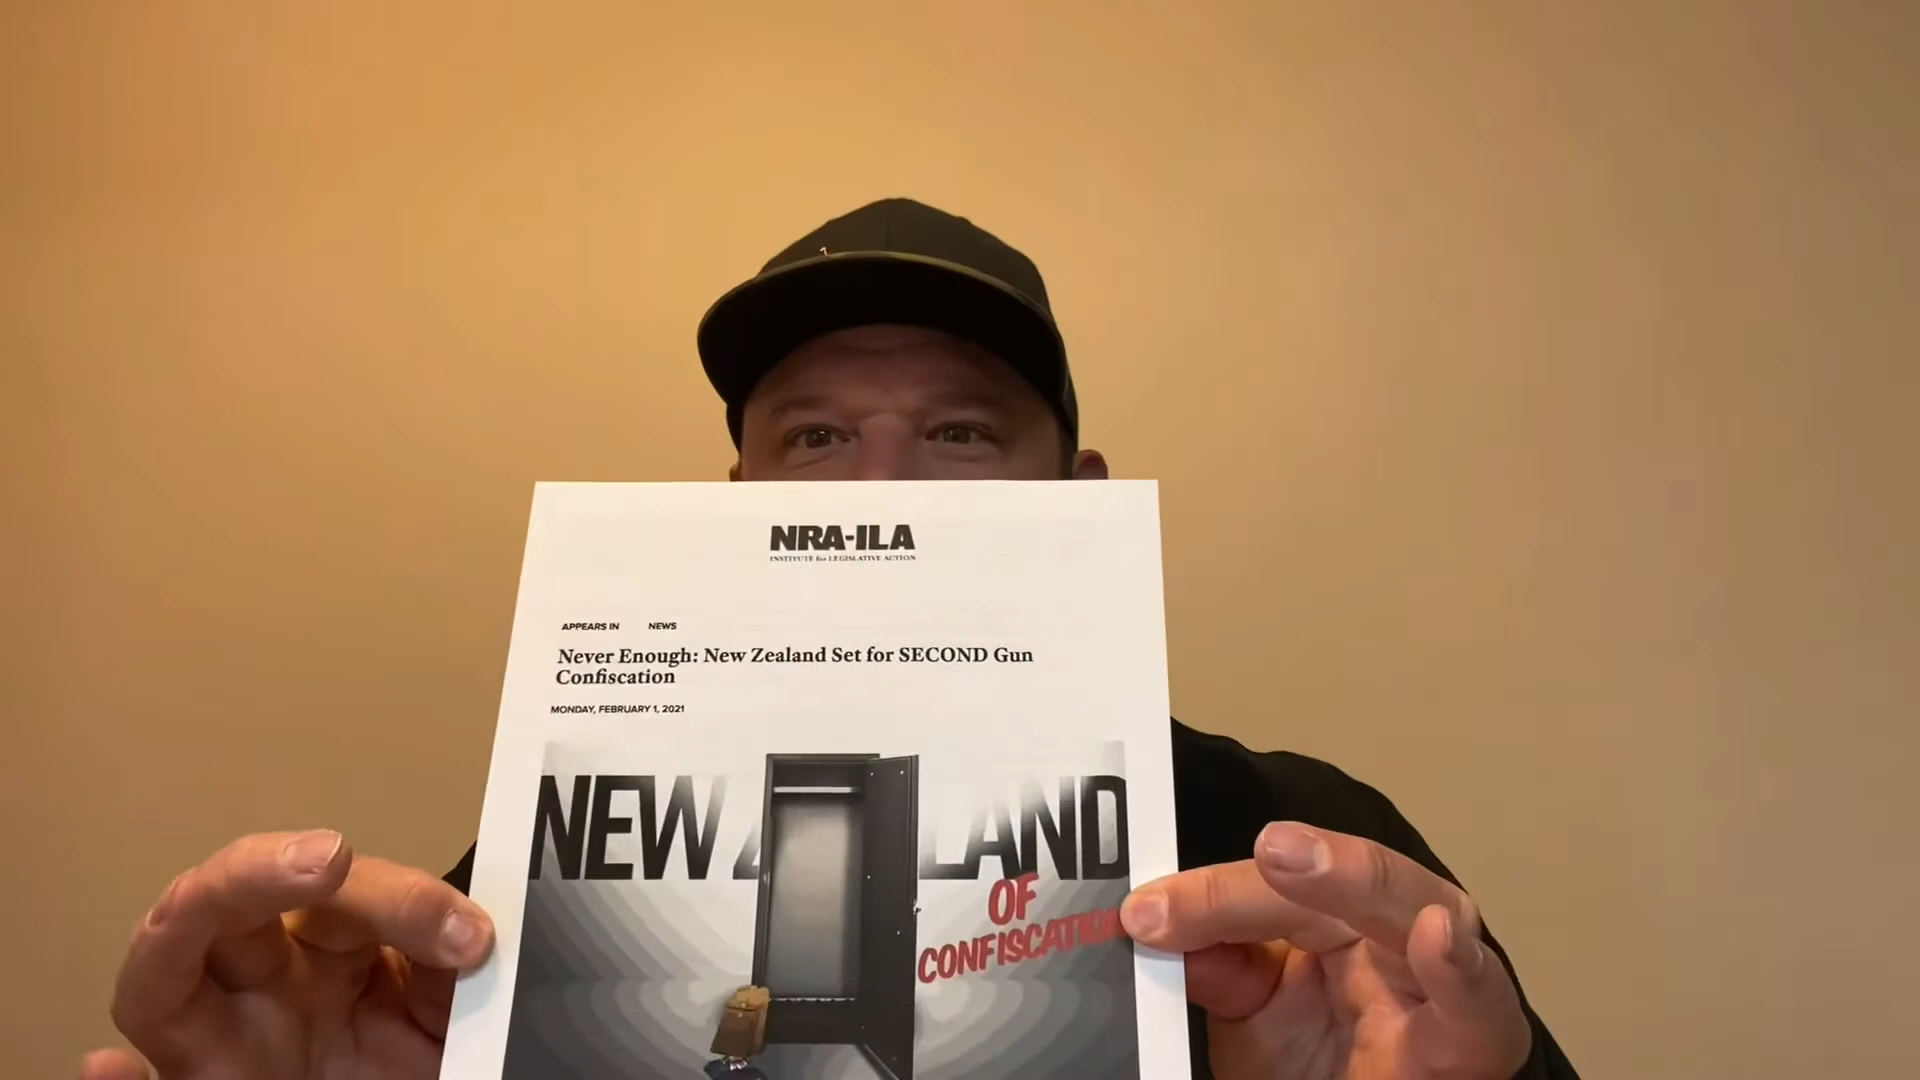 NRA-ILA
INSTITUTE for LEGISLATIVE ACTION
APPEARS IN NEWS
Never Enough: New Zealand Set for SECOND Gun
Confiscation
MONDAY, FEBRUARY 1, 2021
NEW Z LAND
OF
CONFISCATION